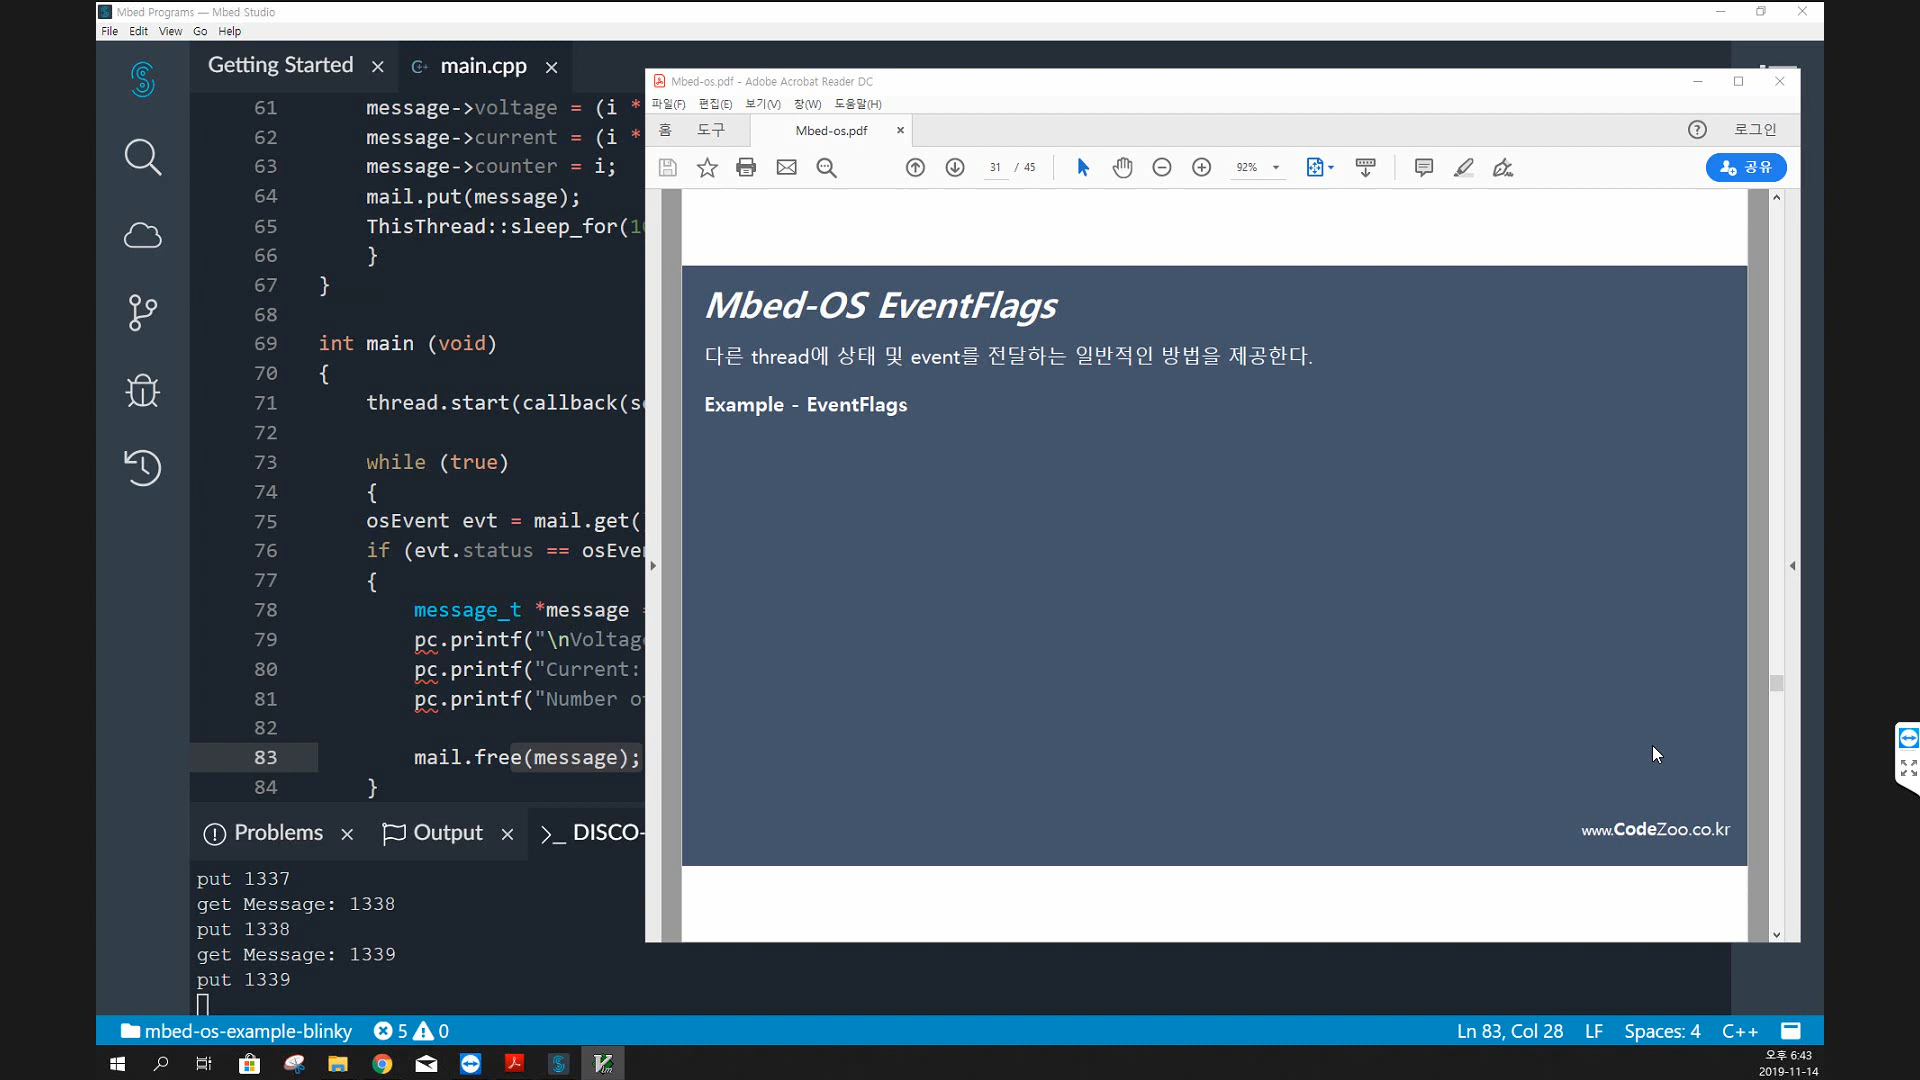 Mbed Programs — Mbed Studio
File Edit View Go Help
Getting Started
main.cpp
61 message->voltage = (i *
62 message->current = (i *
63 message->counter = i;
64 mail.put(message);
65 ThisThread::sleep_for(1
66 }
67 }
68
69 int main (void)
70 {
71 thread.start(callback(s
72
73 while (true)
74 {
75 osEvent evt = mail.get(
76 if (evt.status == osEve
77 {
78 message_t *message =
79 pc.printf("\nVoltage
80 pc.printf("Current:
81 pc.printf("Number o
82
83 mail.free(message);
84 }
Problems
Output
>_ DISCO-
put 1337
get Message: 1338
put 1338
get Message: 1339
put 1339
mbed-os-example-blinky 5 0
Ln 83, Col 28 LF Spaces: 4 C++
Mbed-os.pdf - Adobe Acrobat Reader DC
파일(F) 편집(E) 보기(V) 창(W) 도움말(H)
홈 도구 Mbed-os.pdf 로그인
31 / 45 92% 공유
Mbed-OS EventFlags
다른 thread에 상태 및 event를 전달하는 일반적인 방법을 제공한다.
Example - EventFlags
www.CodeZoo.co.kr
오후 6:43
2019-11-14